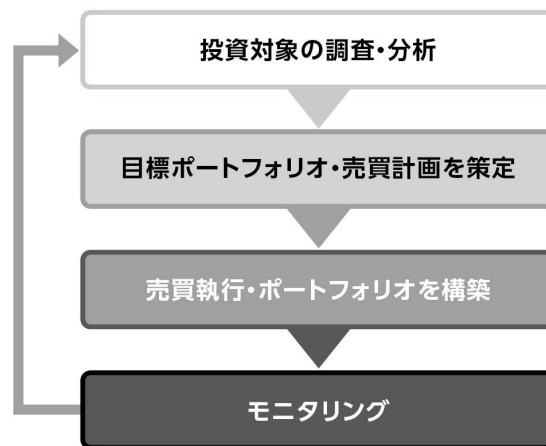 投資対象の調査・分析
目標ポートフォリオ・売買計画を策定
売買執行・ポートフォリオを構築
モニタリング